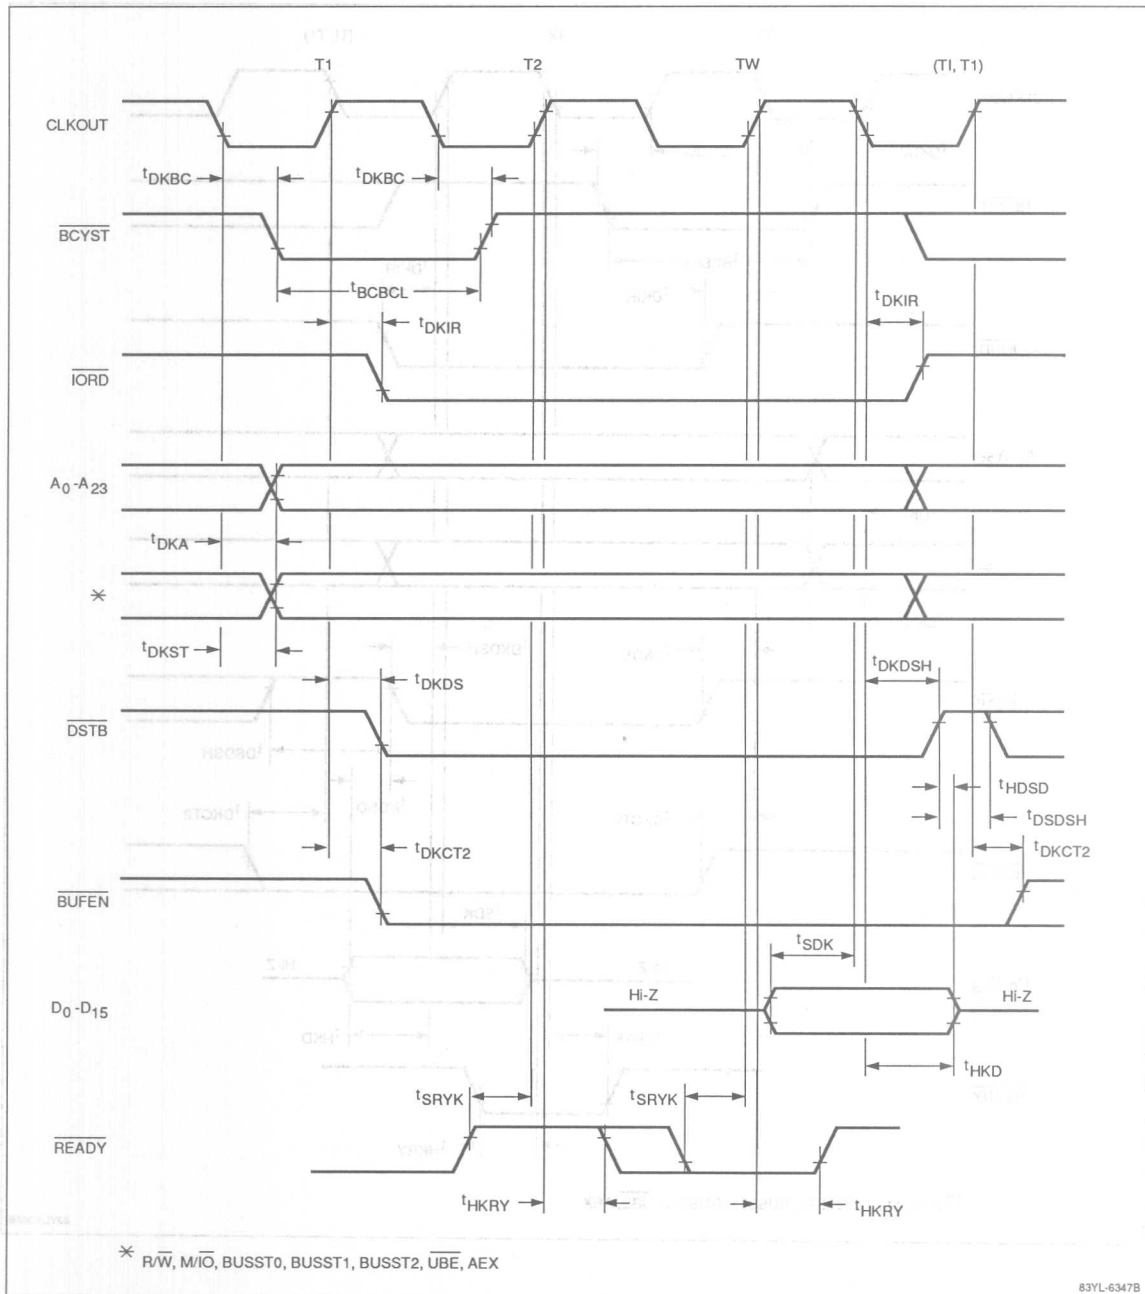 T1 T2 TW (TI, T1)
CLKOUT
tDKBC tDKBC
BCYST
tBCBCL
tDKIR tDKIR
IORD
A0-A23
tDKA
*
tDKST
tDKDS tDKDSH
DSTB
tHDSD
tDSDSH
tDKCT2 tDKCT2
BUFEN
tSDK
Hi-Z Hi-Z
D0-D15
tHKD
tSRYK tSRYK
READY
tHKRY tHKRY
* R/W, M/IO, BUSST0, BUSST1, BUSST2, UBE, AEX
83YL-6347B